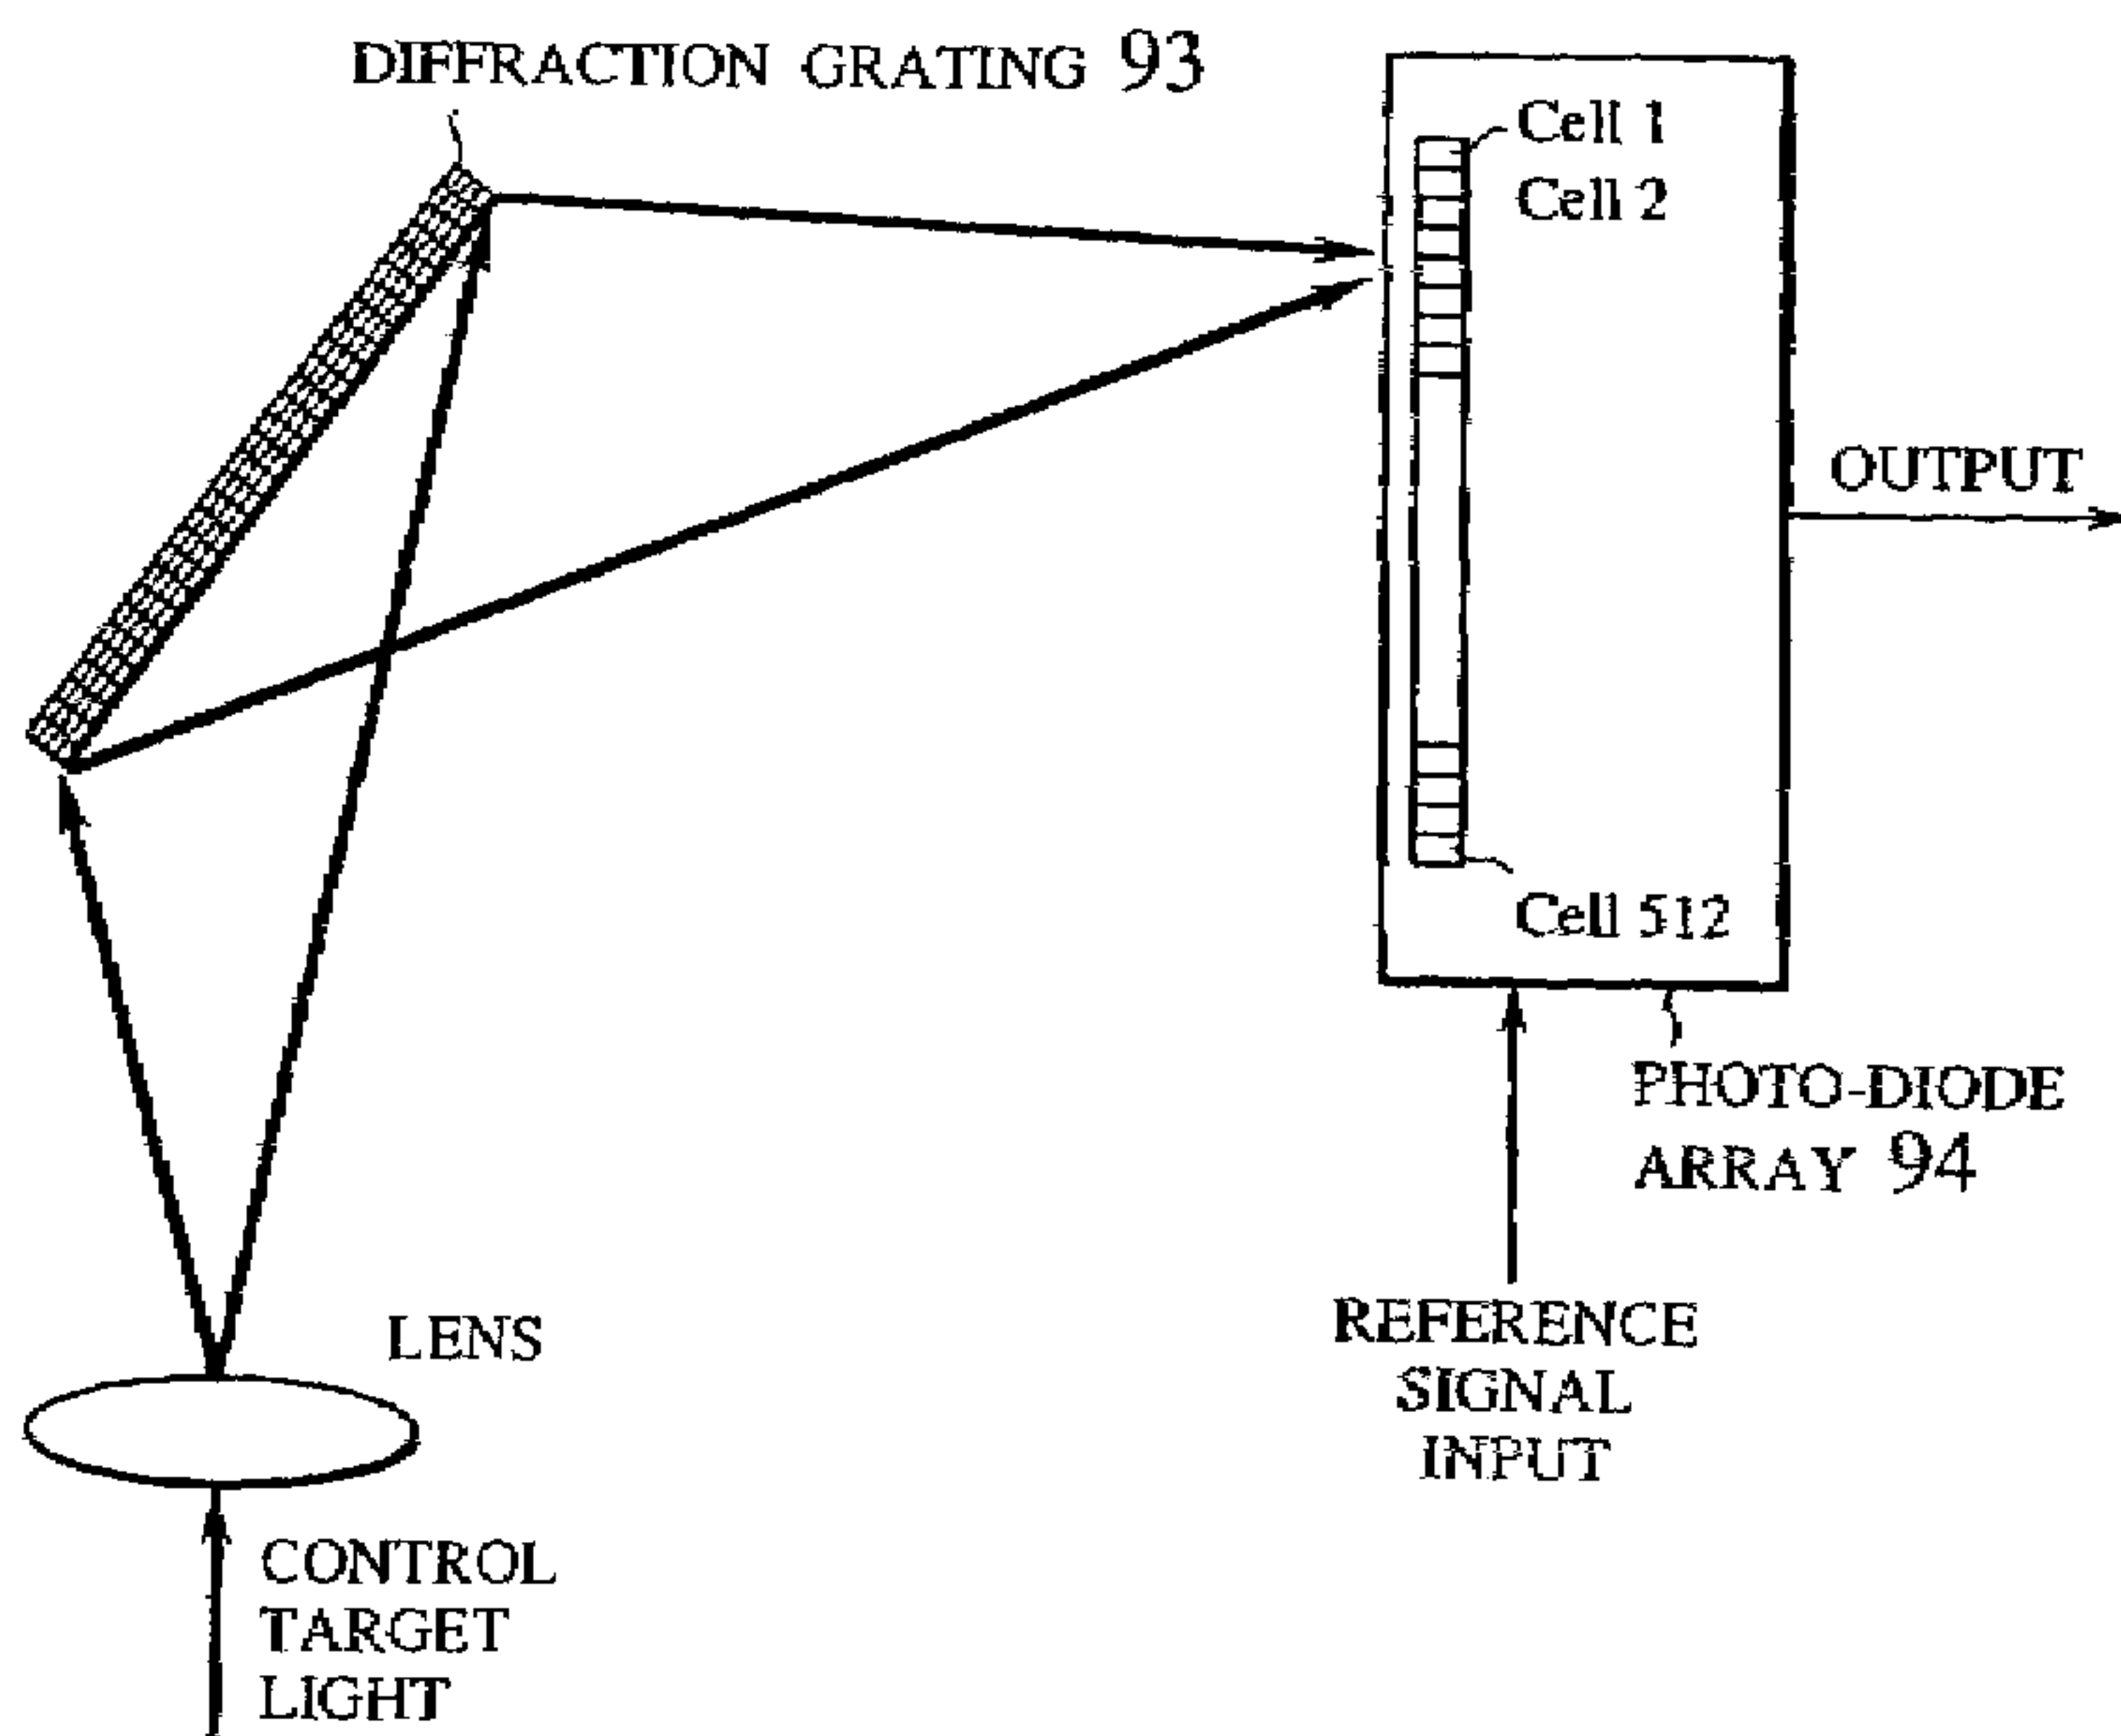 DIFFRACTION GRATING 93
Cell 1
Cell 2
OUTPUT
Cell 512
PHOTO-DIODE
ARRAY 94
LENS
REFERENCE
SIGNAL
INPUT
CONTROL
TARGET
LIGHT